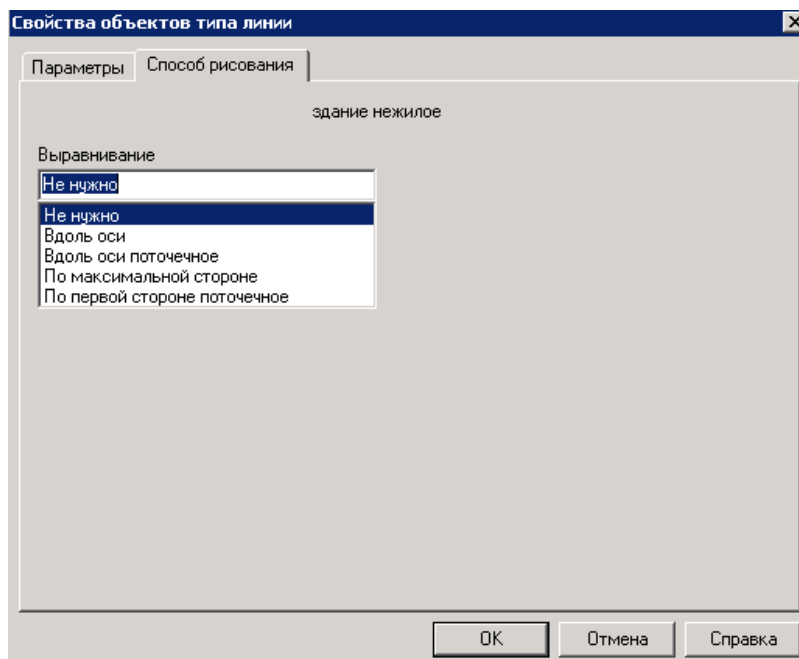 Свойства объектов типа линии
Параметры Способ рисования
здание нежилое
Выравнивание
Не нужно
Не нужно
Вдоль оси
Вдоль оси поточечное
По максимальной стороне
По первой стороне поточечное
OK Отмена Справка